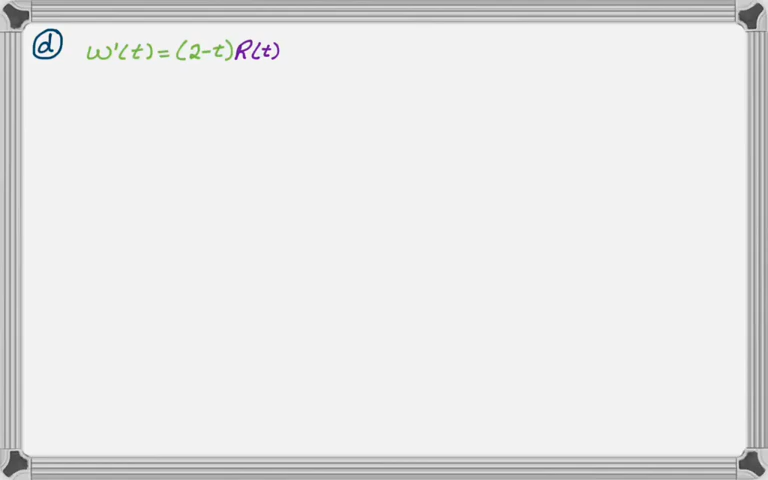 d w'(t) = (2-t)R(t)